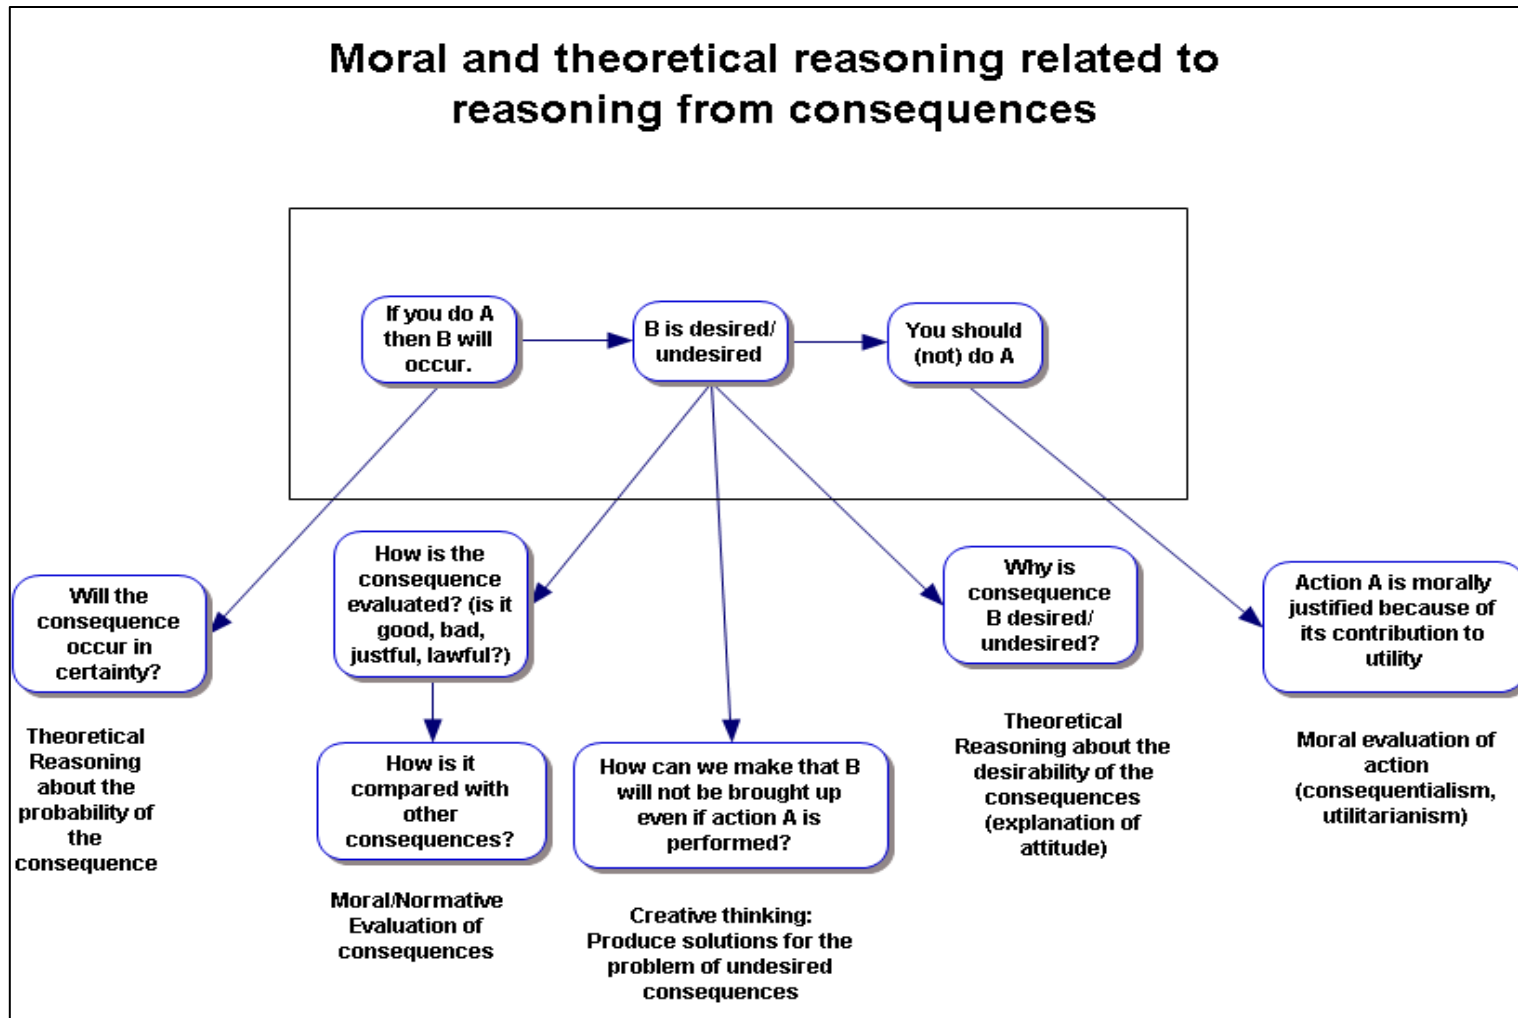 Moral and theoretical reasoning related to
reasoning from consequences
If you do A
then B will
occur.
B is desired/
undesired
You should
(not) do A
Will the
consequence
occur in
certainty?
Theoretical
Reasoning
about the
probability of
the
consequence
How is the
consequence
evaluated? (is it
good, bad,
justful, lawful?)
How is it
compared with
other
consequences?
Moral/Normative
Evaluation of
consequences
How can we make that B
will not be brought up
even if action A is
performed?
Creative thinking:
Produce solutions for the
problem of undesired
consequences
Why is
consequence
B desired/
undesired?
Theoretical
Reasoning about the
desirability of the
consequences
(explanation of
attitude)
Action A is morally
justified because of
its contribution to
utility
Moral evaluation of
action
(consequentialism,
utilitarianism)